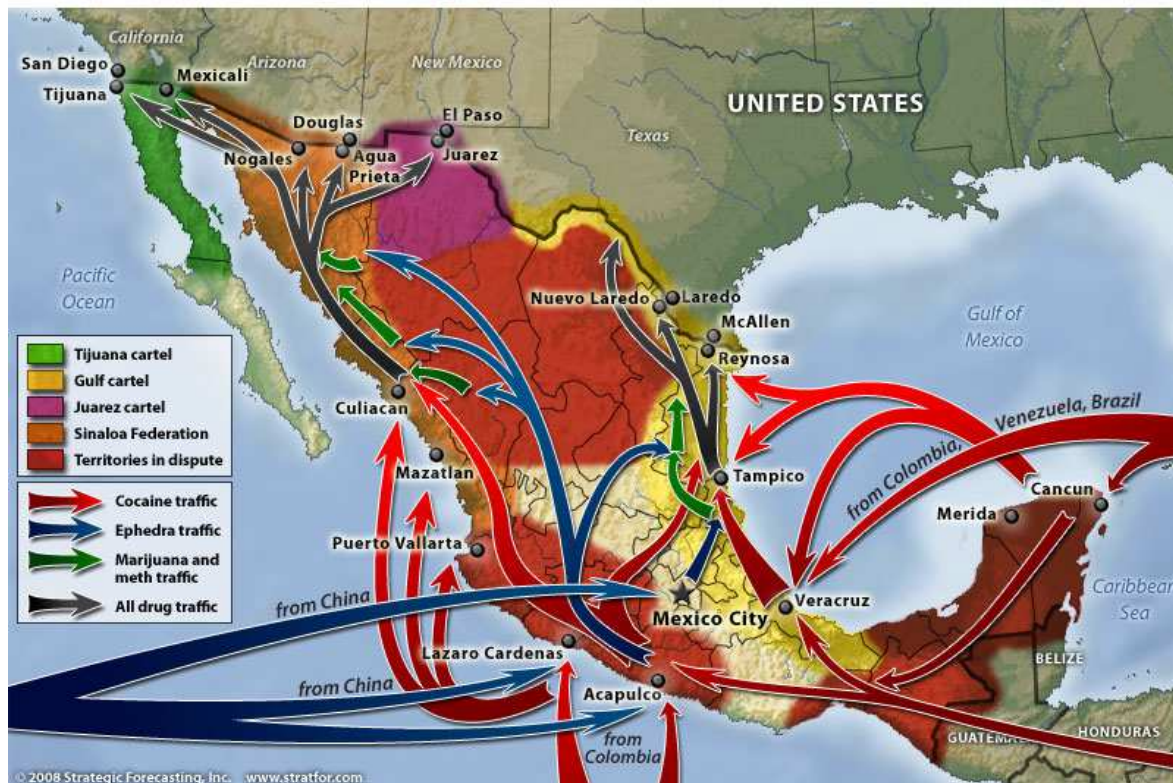 California
Arizona
New Mexico
San Diego
Tijuana
Mexicali
UNITED STATES
Douglas
El Paso
Texas
Nogales
Agua
Prieta
Juarez
Pacific
Ocean
Nuevo Laredo
Laredo
McAllen
Reynosa
Gulf of
Mexico
Tijuana cartel
Gulf cartel
Juarez cartel
Sinaloa Federation
Territories in dispute
Culiacan
Mazatlan
Tampico
from Colombia, Venezuela, Brazil
Cancun
Merida
Cocaine traffic
Ephedra traffic
Marijuana and
meth traffic
All drug traffic
Puerto Vallarta
from China
Mexico City
Veracruz
Caribbean
Sea
Lazaro Cardenas
from China
Acapulco
BELIZE
from
Colombia
GUATEMALA
HONDURAS
© 2008 Strategic Forecasting, Inc. www.stratfor.com